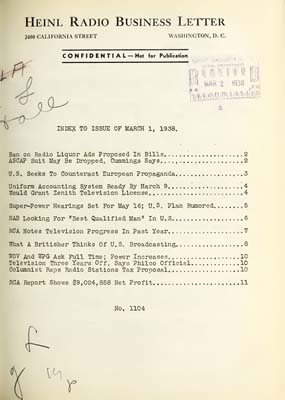 HEINL RADIO BUSINESS LETTER
2400 CALIFORNIA STREET WASHINGTON, D. C.
CONFIDENTIAL—Not for Publication
MAR 2 1938
INDEX TO ISSUE OF MARCH 1, 1938.
Ban on Radio Liquor Ads Proposed In Bills....................2
ASCAP Suit May Be Dropped, Cummings Says.....................2
U.S. Seeks To Counteract European Propaganda.................3
Uniform Accounting System Ready By March 9...................4
Would Grant Zenith Television License........................4
Super-Power Hearings Set For May 16; U.S. Plan Rumored.......5
NAB Looking For "Best Qualified Man" In U.S..................6
RCA Notes Television Progress In Past Year...................7
What A Britisher Thinks Of U.S. Broadcasting.................8
WOV And WPG Ask Full Time; Power Increases...................10
Television Three Years Off, Says Philco Official.............10
Columnist Raps Radio Stations Tax Proposal...................10
RCA Report Shows $9,024,858 Net Profit.......................11
No. 1104